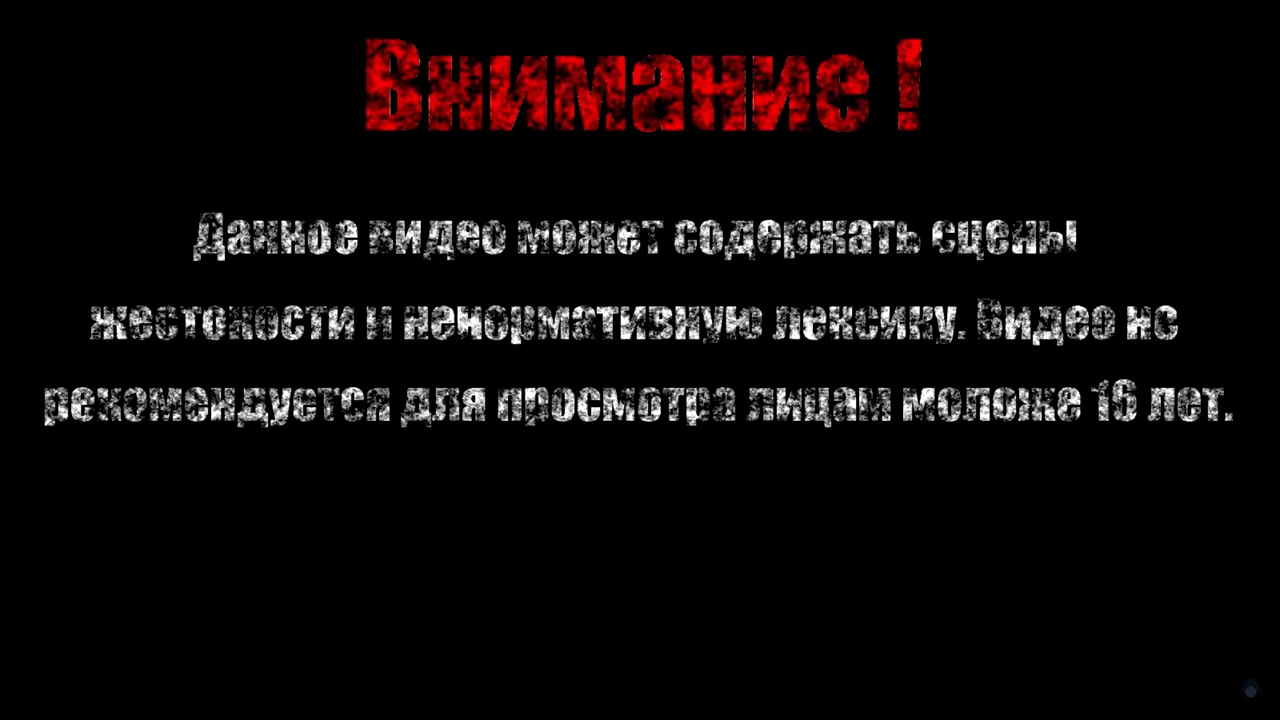 Внимание !
Данное видео может содержать сцены
жестокости и ненормативную лексику. Видео не
рекомендуется для просмотра лицам моложе 16 лет.